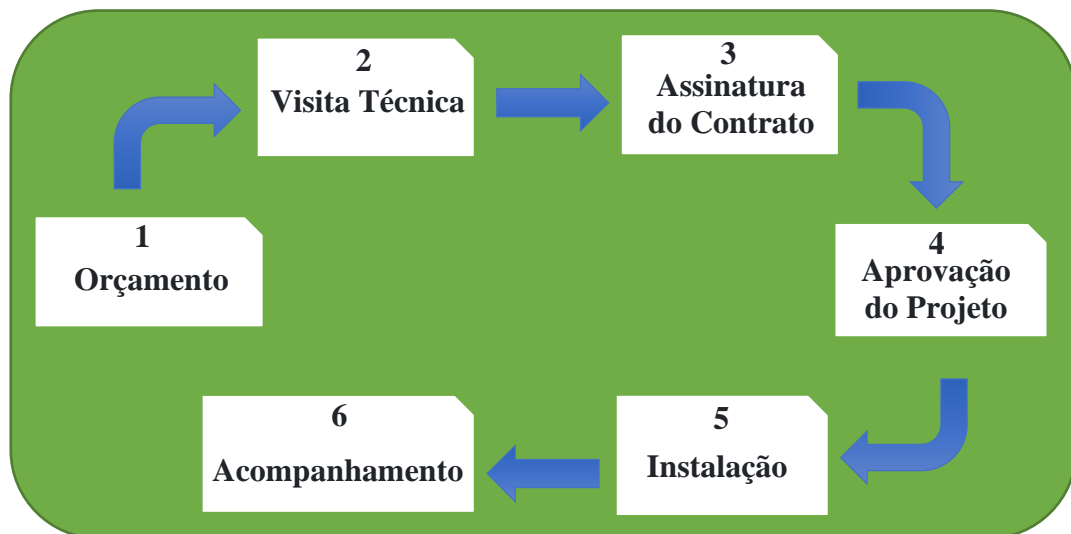 1
Orçamento
2
Visita Técnica
3
Assinatura
do Contrato
4
Aprovação
do Projeto
5
Instalação
6
Acompanhamento